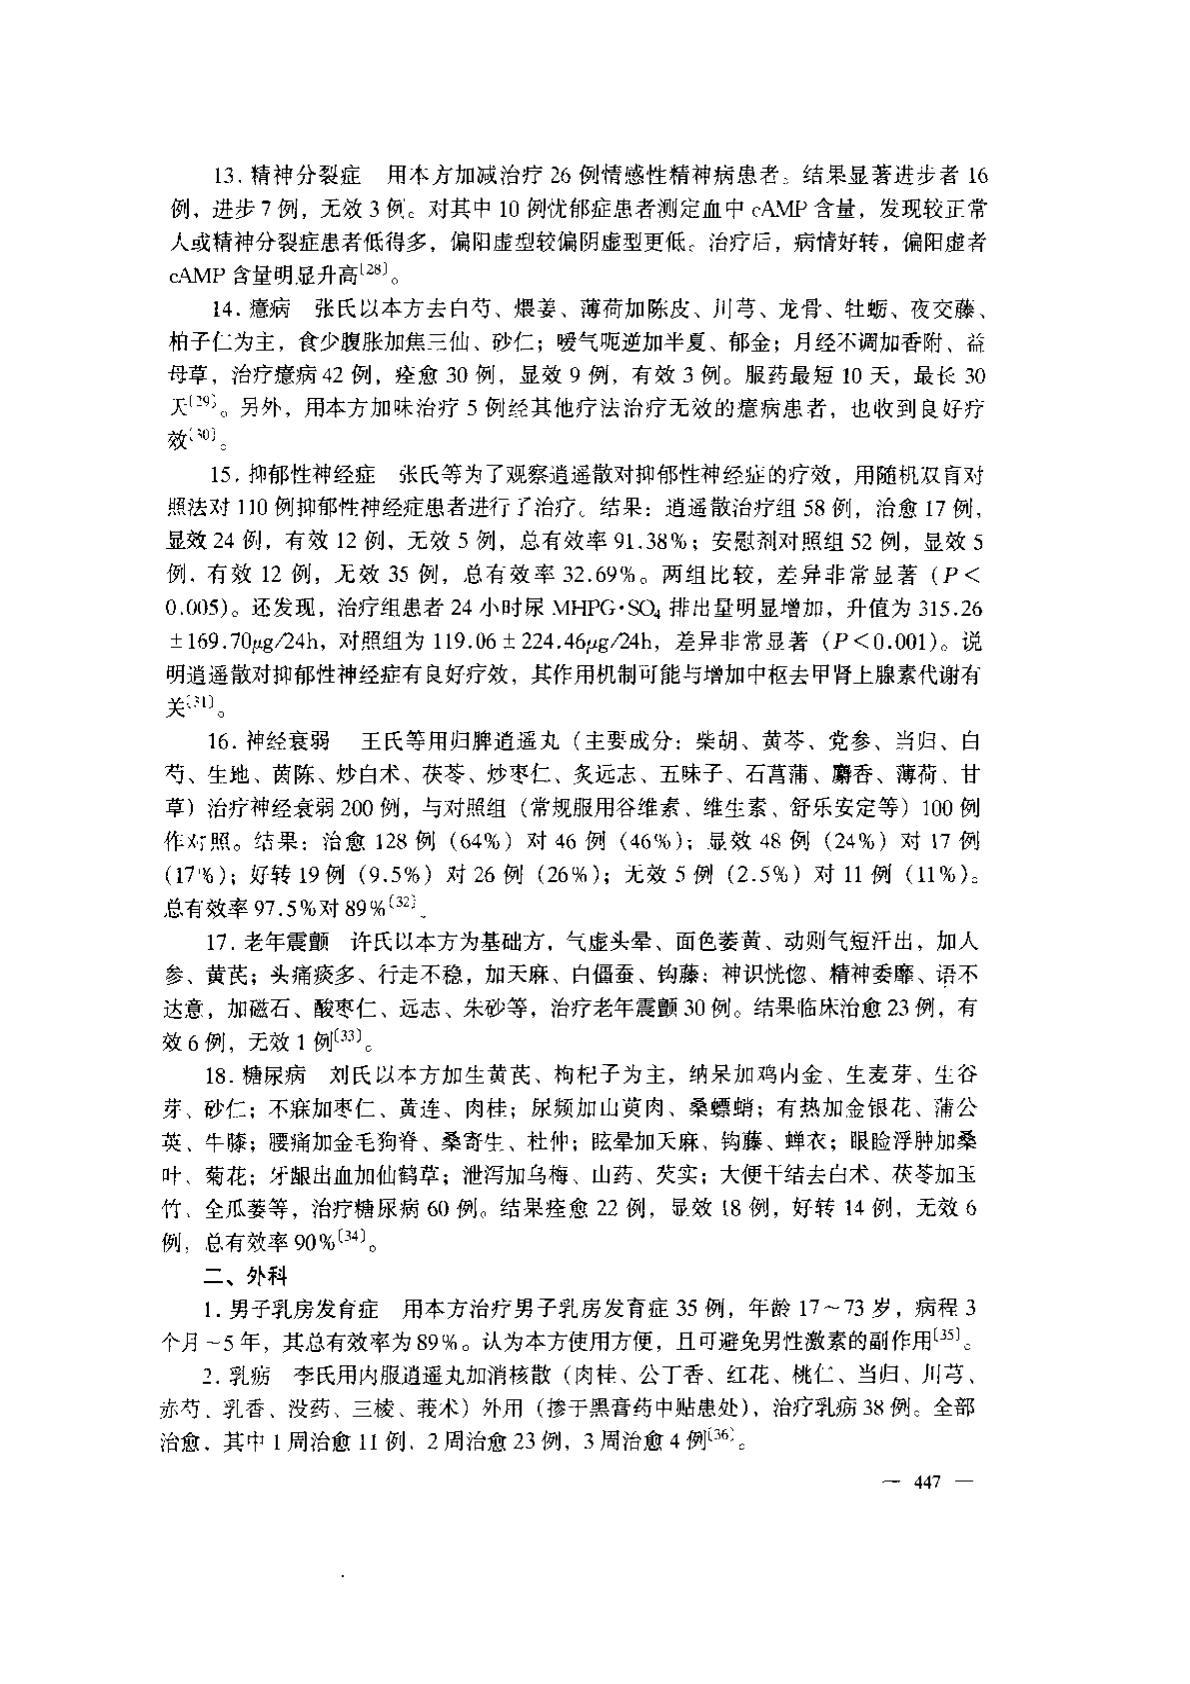 13. 精神分裂症 用本方加减治疗 26 例情感性精神病患者。结果显著进步者 16
例，进步 7 例，无效 3 例。对其中 10 例忧郁症患者测定血中 cAMP 含量，发现较正常
人或精神分裂症患者低得多，偏阳虚型较偏阴虚型更低。治疗后，病情好转，偏阳虚者
cAMP 含量明显升高〔28〕。
14. 癔病 张氏以本方去白芍、煨姜、薄荷加陈皮、川芎、龙骨、牡蛎、夜交藤、
柏子仁为主，食少腹胀加焦三仙、砂仁；嗳气呃逆加半夏、郁金；月经不调加香附、益
母草，治疗癔病 42 例，痊愈 30 例，显效 9 例，有效 3 例。服药最短 10 天，最长 30
天〔29〕。另外，用本方加味治疗 5 例经其他疗法治疗无效的癔病患者，也收到良好疗
效〔30〕。
15. 抑郁性神经症 张氏等为了观察逍遥散对抑郁性神经症的疗效，用随机双盲对
照法对 110 例抑郁性神经症患者进行了治疗。结果：逍遥散治疗组 58 例，治愈 17 例，
显效 24 例，有效 12 例，无效 5 例，总有效率 91.38%；安慰剂对照组 52 例，显效 5
例，有效 12 例，无效 35 例，总有效率 32.69%。两组比较，差异非常显著（P＜
0.005）。还发现，治疗组患者 24 小时尿 MHPG·SO₄ 排出量明显增加，升值为 315.26
±169.70μg/24h，对照组为 119.06±224.46μg/24h，差异非常显著（P＜0.001）。说
明逍遥散对抑郁性神经症有良好疗效，其作用机制可能与增加中枢去甲肾上腺素代谢有
关〔31〕。
16. 神经衰弱 王氏等用归脾逍遥丸（主要成分：柴胡、黄芩、党参、当归、白
芍、生地、茵陈、炒白术、茯苓、炒枣仁、炙远志、五味子、石菖蒲、麝香、薄荷、甘
草）治疗神经衰弱 200 例，与对照组（常规服用谷维素、维生素、舒乐安定等）100 例
作对照。结果：治愈 128 例（64%）对 46 例（46%）；显效 48 例（24%）对 17 例
（17%）；好转 19 例（9.5%）对 26 例（26%）；无效 5 例（2.5%）对 11 例（11%）。
总有效率 97.5%对 89%〔32〕。
17. 老年震颤 许氏以本方为基础方，气虚头晕、面色萎黄、动则气短汗出，加人
参、黄芪；头痛痰多、行走不稳，加天麻、白僵蚕、钩藤；神识恍惚、精神委靡、语不
达意，加磁石、酸枣仁、远志、朱砂等，治疗老年震颤 30 例。结果临床治愈 23 例，有
效 6 例，无效 1 例〔33〕。
18. 糖尿病 刘氏以本方加生黄芪、枸杞子为主，纳呆加鸡内金、生麦芽、生谷
芽、砂仁；不寐加枣仁、黄连、肉桂；尿频加山萸肉、桑螵蛸；有热加金银花、蒲公
英、牛膝；腰痛加金毛狗脊、桑寄生、杜仲；眩晕加天麻、钩藤、蝉衣；眼睑浮肿加桑
叶、菊花；牙龈出血加仙鹤草；泄泻加乌梅、山药、芡实；大便干结去白术、茯苓加玉
竹、全瓜蒌等，治疗糖尿病 60 例。结果痊愈 22 例，显效 18 例，好转 14 例，无效 6
例，总有效率 90%〔34〕。
二、外科
1. 男子乳房发育症 用本方治疗男子乳房发育症 35 例，年龄 17～73 岁，病程 3
个月～5 年，其总有效率为 89%。认为本方使用方便，且可避免男性激素的副作用〔35〕。
2. 乳疬 李氏用内服逍遥丸加消核散（肉桂、公丁香、红花、桃仁、当归、川芎、
赤芍、乳香、没药、三棱、莪术）外用（掺于黑膏药中贴患处），治疗乳疬 38 例。全部
治愈，其中 1 周治愈 11 例，2 周治愈 23 例，3 周治愈 4 例〔36〕。
— 447 —